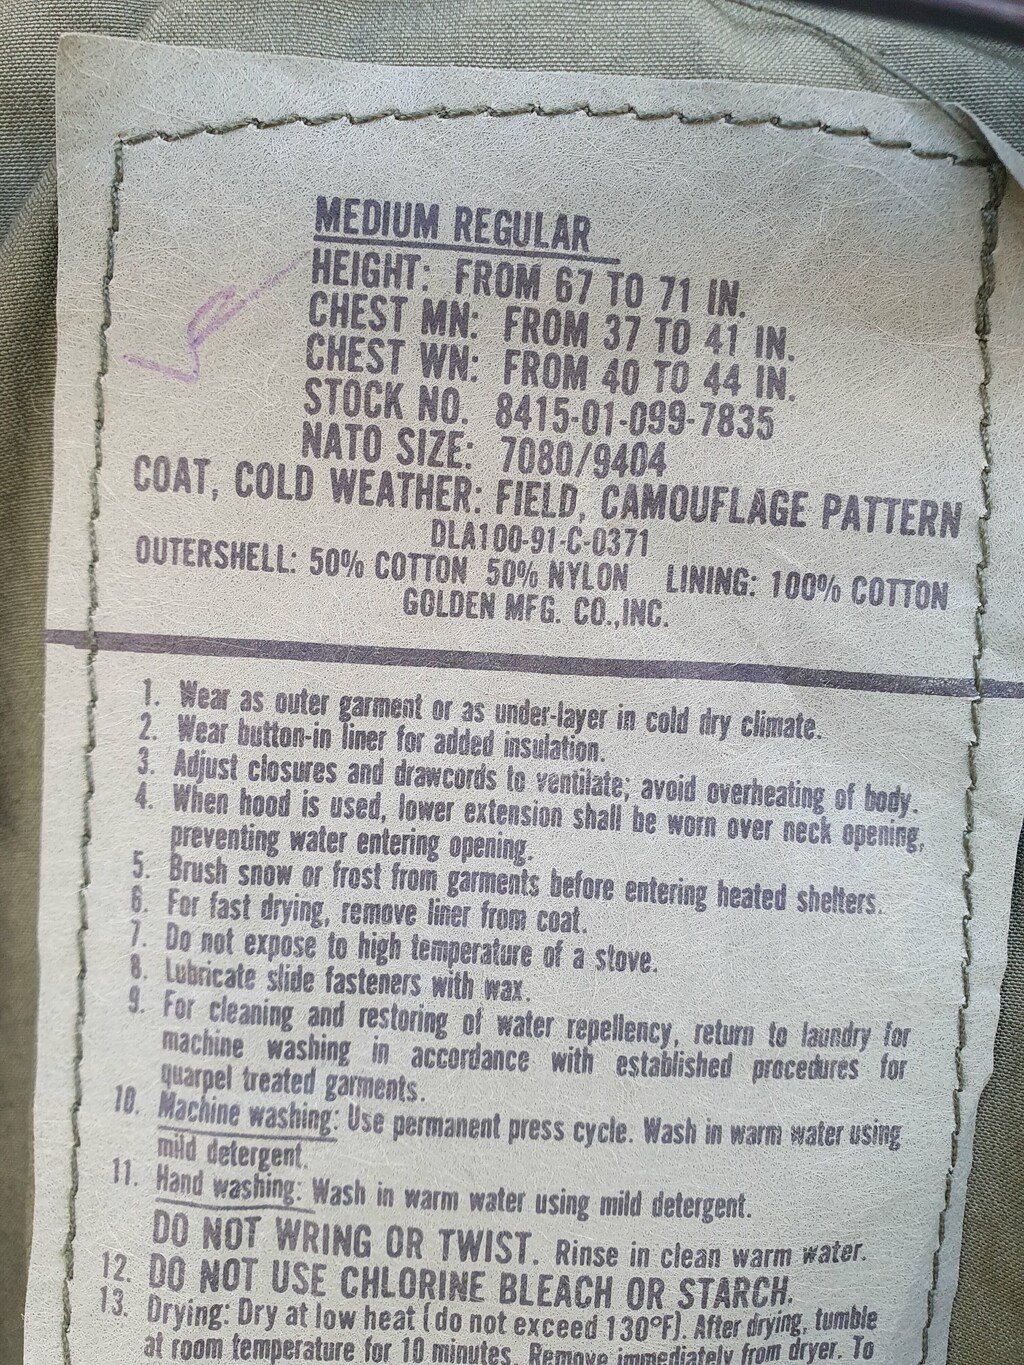 MEDIUM REGULAR
HEIGHT: FROM 67 TO 71 IN.
CHEST MN: FROM 37 TO 41 IN.
CHEST WN: FROM 40 TO 44 IN.
STOCK NO. 8415-01-099-7835
NATO SIZE: 7080/9404
COAT, COLD WEATHER: FIELD, CAMOUFLAGE PATTERN
DLA100-91-C-0371
OUTERSHELL: 50% COTTON 50% NYLON LINING: 100% COTTON
GOLDEN MFG. CO.,INC.
1. Wear as outer garment or as under-layer in cold dry climate.
2. Wear button-in liner for added insulation.
3. Adjust closures and drawcords to ventilate; avoid overheating of body.
4. When hood is used, lower extension shall be worn over neck opening,
preventing water entering opening.
5. Brush snow or frost from garments before entering heated shelters.
6. For fast drying, remove liner from coat.
7. Do not expose to high temperature of a stove.
8. Lubricate slide fasteners with wax.
9. For cleaning and restoring of water repellency, return to laundry for
machine washing in accordance with established procedures for
quarpel treated garments.
10. Machine washing: Use permanent press cycle. Wash in warm water using
mild detergent.
11. Hand washing: Wash in warm water using mild detergent.
DO NOT WRING OR TWIST. Rinse in clean warm water.
12. DO NOT USE CHLORINE BLEACH OR STARCH.
13. Drying: Dry at low heat (do not exceed 130°F). After drying, tumble
at room temperature for 10 minutes. Remove immediately from dryer. To